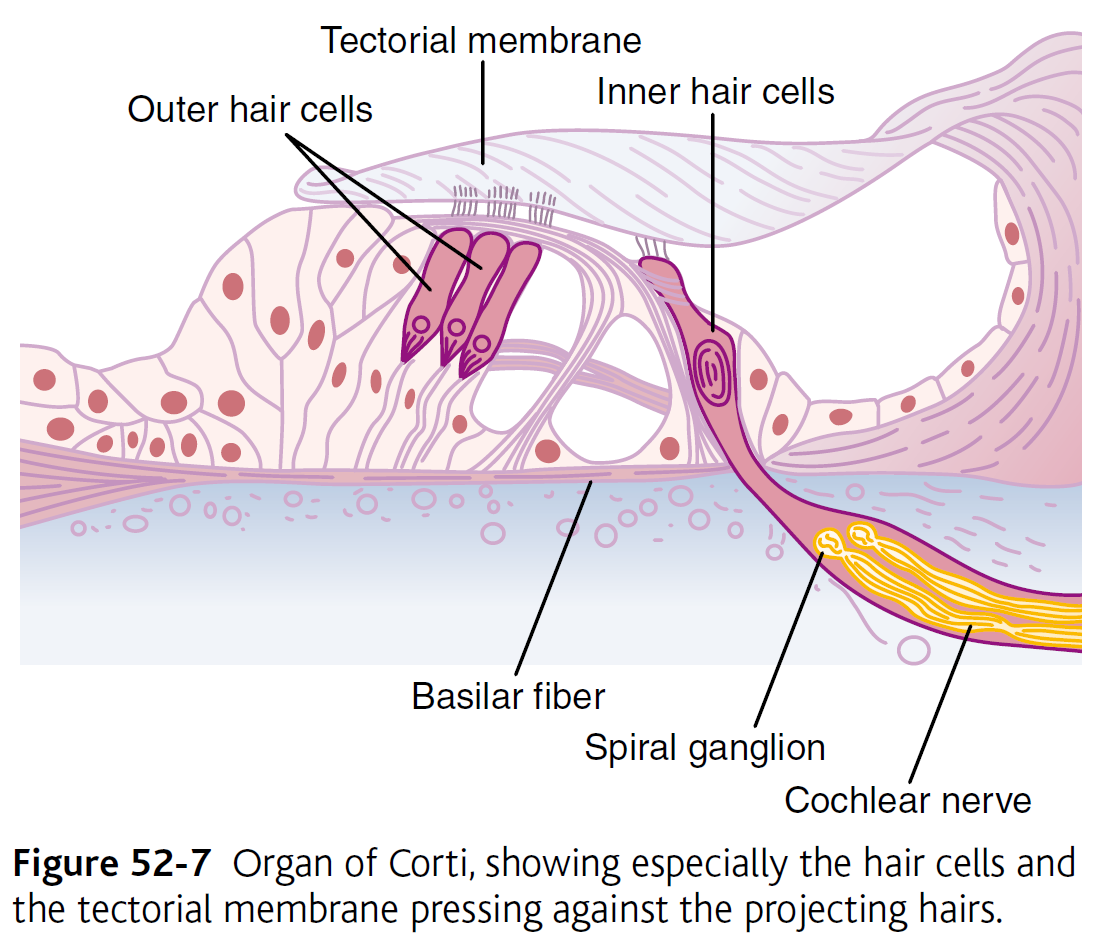 Tectorial membrane
Outer hair cells
Inner hair cells
Basilar fiber
Spiral ganglion
Cochlear nerve
Figure 52-7 Organ of Corti, showing especially the hair cells and
the tectorial membrane pressing against the projecting hairs.